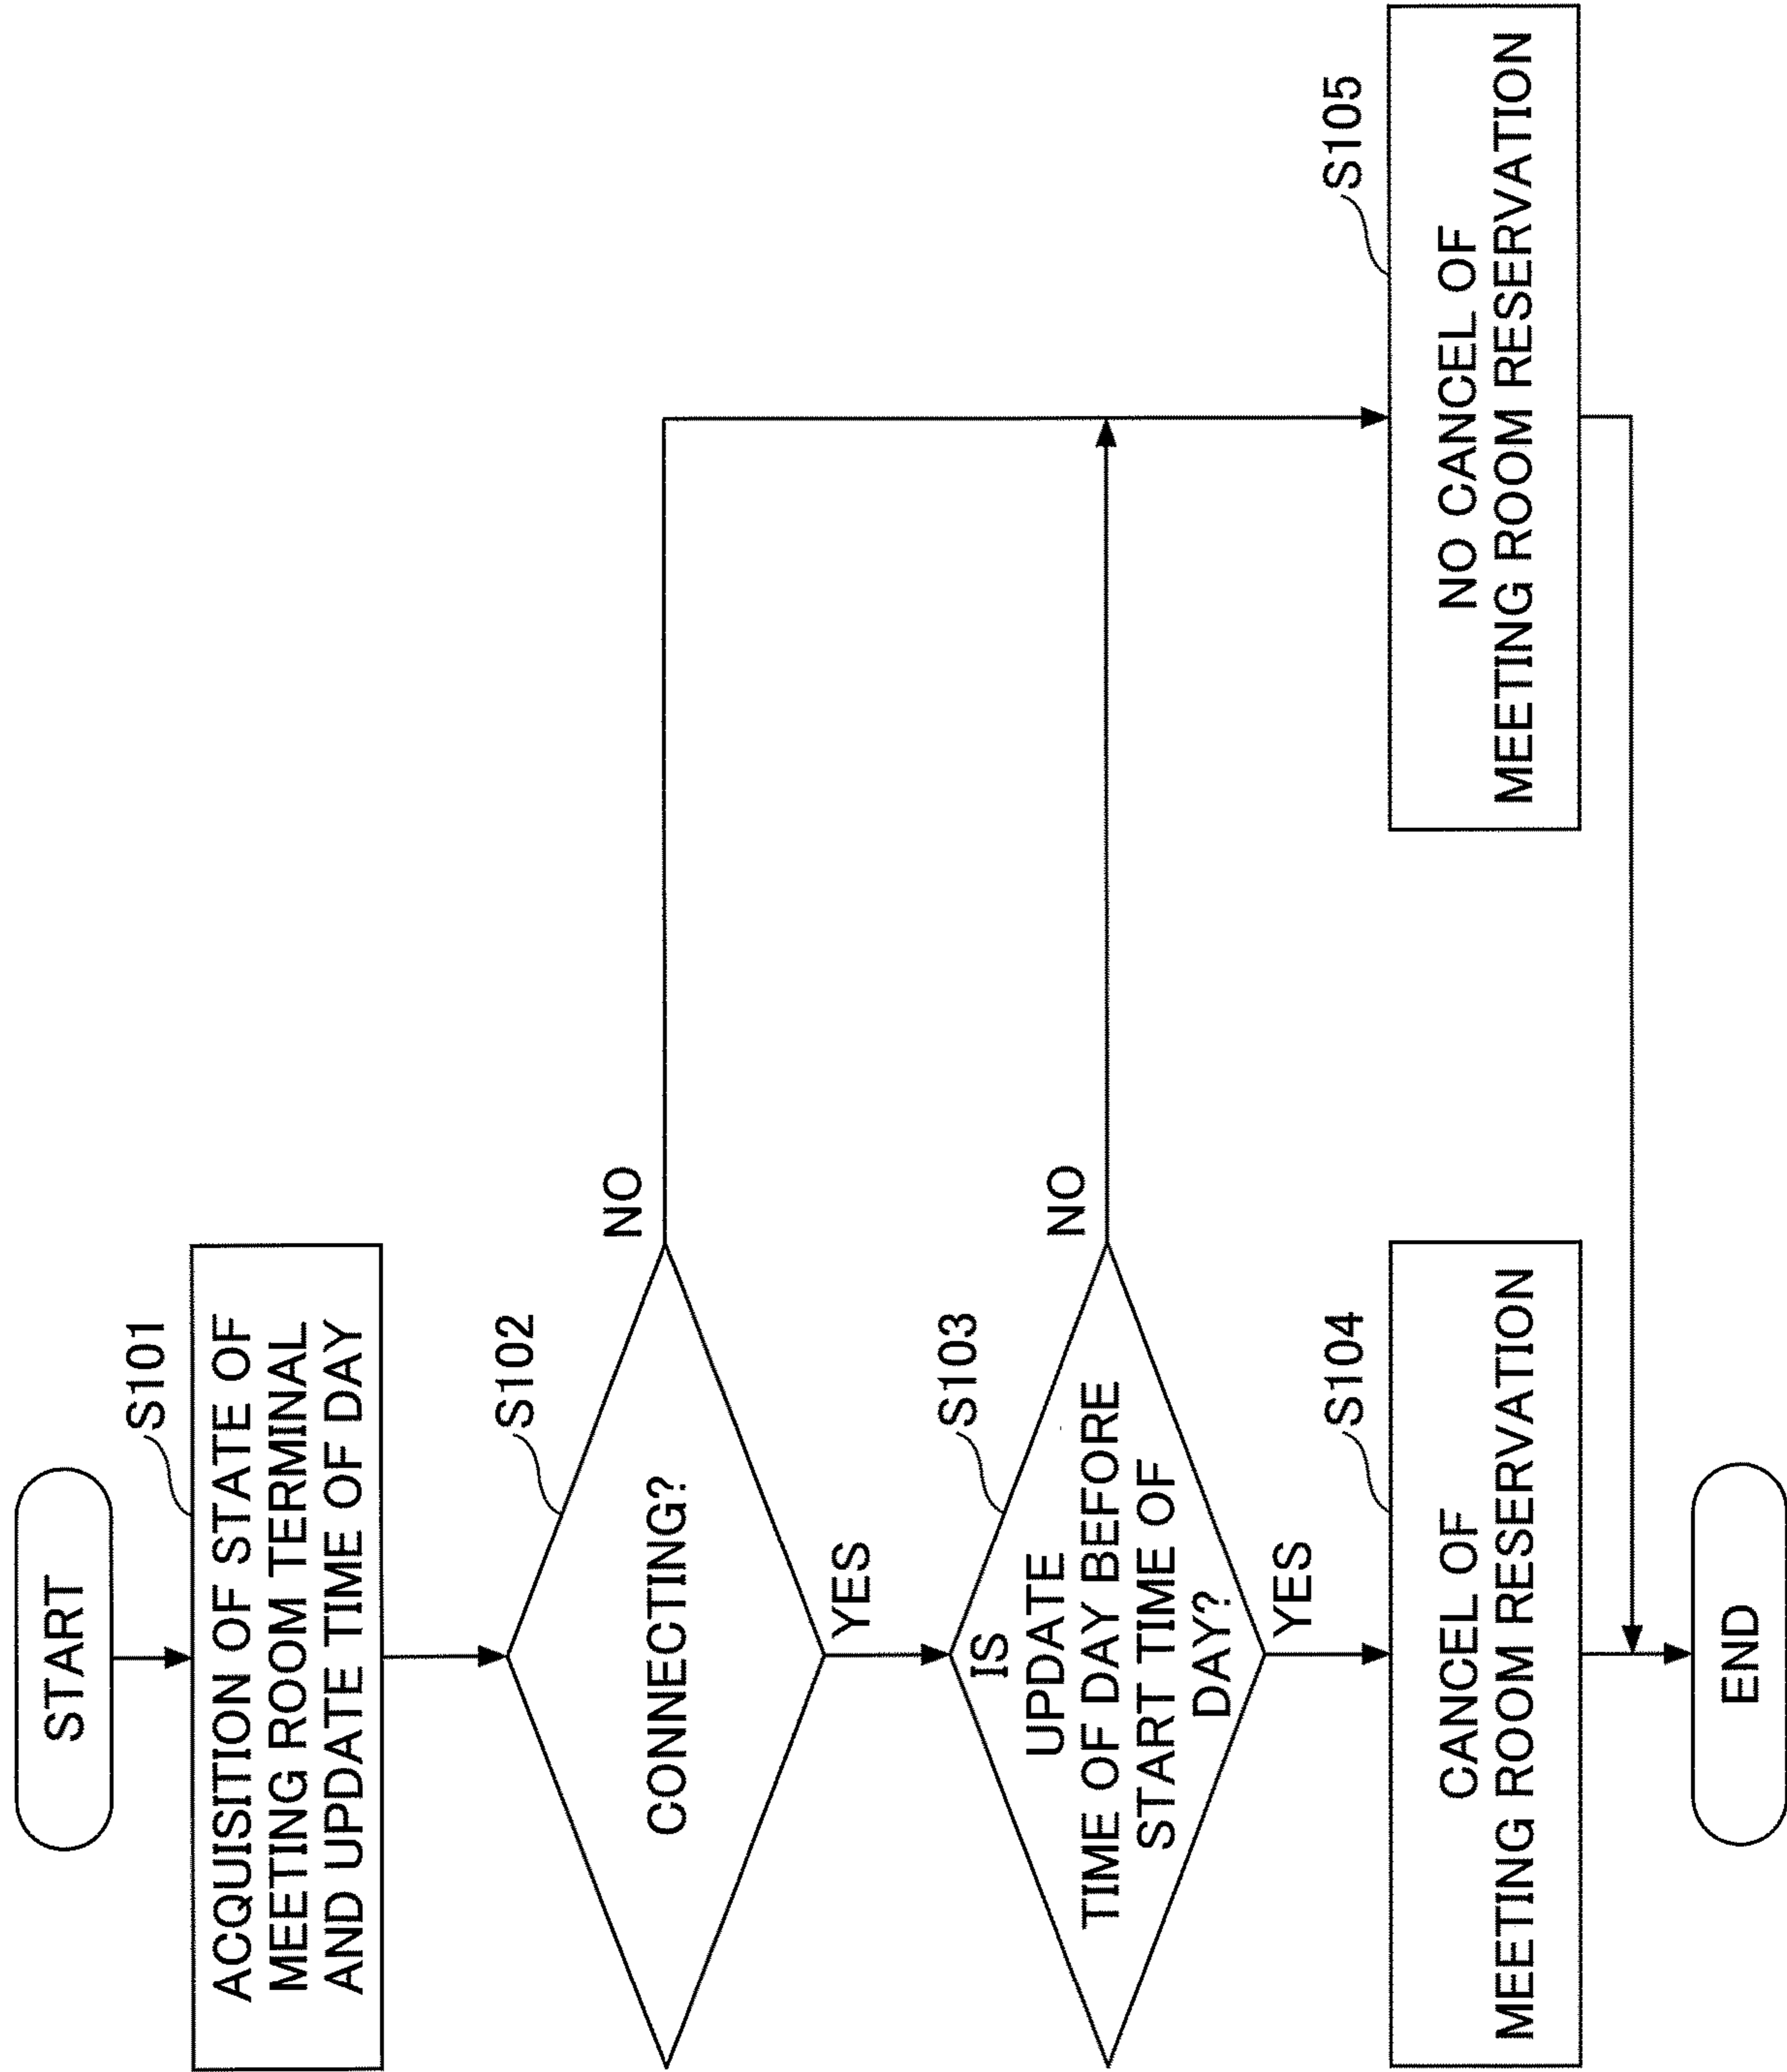 START
S101
ACQUISITION OF STATE OF
MEETING ROOM TERMINAL
AND UPDATE TIME OF DAY
S102
CONNECTING?
NO
YES
S103
IS
UPDATE
TIME OF DAY BEFORE
START TIME OF
DAY?
NO
YES
S104
CANCEL OF
MEETING ROOM RESERVATION
S105
NO CANCEL OF
MEETING ROOM RESERVATION
END